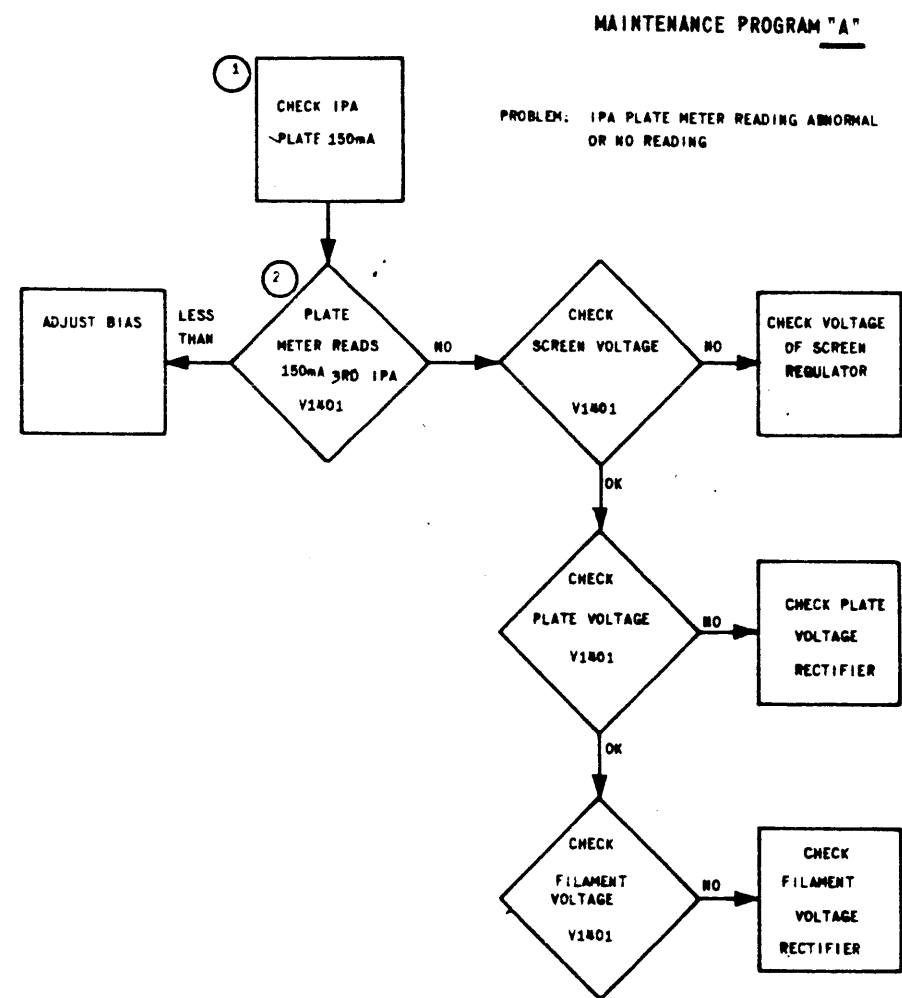 MAINTENANCE PROGRAM "A"
PROBLEM: IPA PLATE METER READING ABNORMAL
OR NO READING
1
CHECK IPA
PLATE 150mA
2
PLATE
METER READS
150mA 3RD IPA
V1401
LESS
THAN
ADJUST BIAS
NO
CHECK
SCREEN VOLTAGE
V1401
NO
CHECK VOLTAGE
OF SCREEN
REGULATOR
OK
CHECK
PLATE VOLTAGE
V1401
NO
CHECK PLATE
VOLTAGE
RECTIFIER
OK
CHECK
FILAMENT
VOLTAGE
V1401
NO
CHECK
FILAMENT
VOLTAGE
RECTIFIER